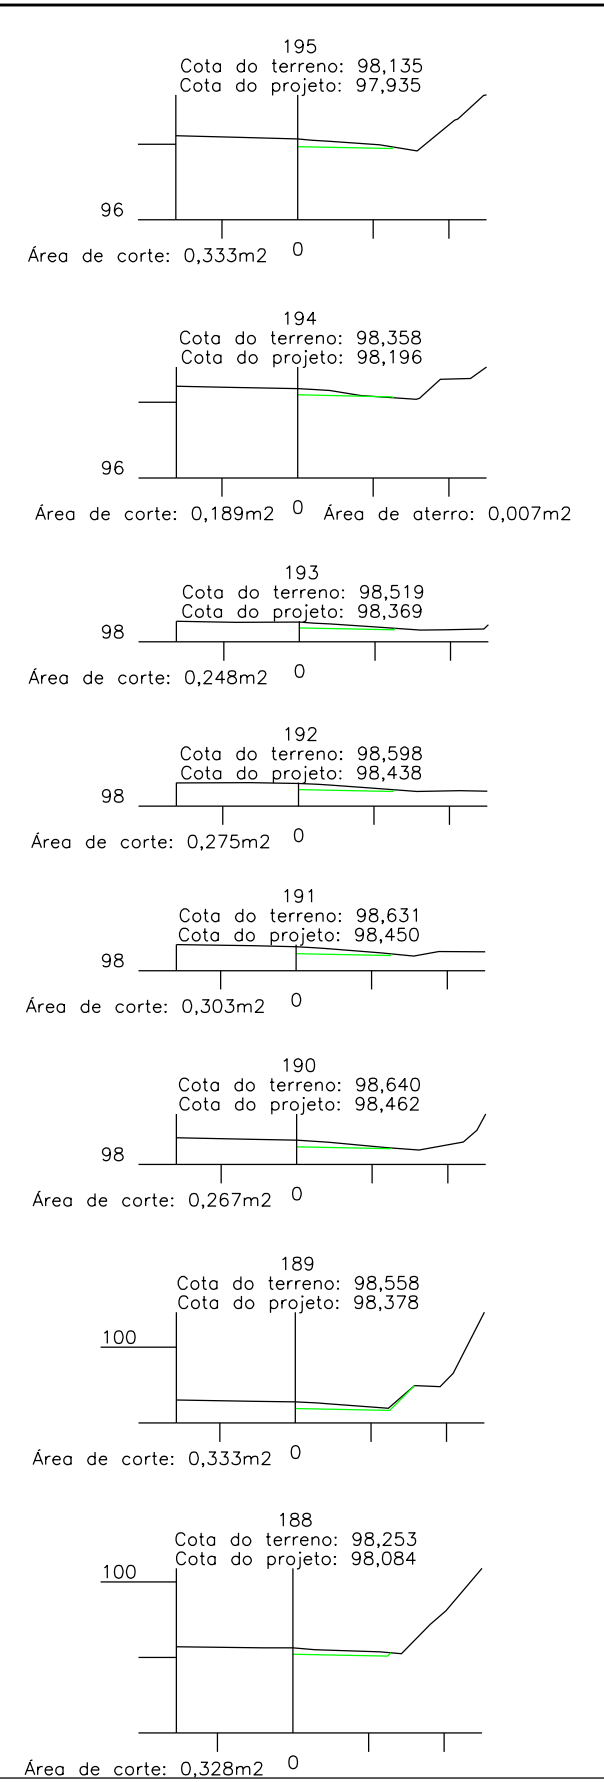 195
Cota do terreno: 98,135
Cota do projeto: 97,935
96
0
Área de corte: 0,333m2
194
Cota do terreno: 98,358
Cota do projeto: 98,196
96
Área de corte: 0,189m2 0 Área de aterro: 0,007m2
193
Cota do terreno: 98,519
Cota do projeto: 98,369
98
0
Área de corte: 0,248m2
192
Cota do terreno: 98,598
Cota do projeto: 98,438
98
0
Área de corte: 0,275m2
191
Cota do terreno: 98,631
Cota do projeto: 98,450
98
0
Área de corte: 0,303m2
190
Cota do terreno: 98,640
Cota do projeto: 98,462
98
0
Área de corte: 0,267m2
189
Cota do terreno: 98,558
Cota do projeto: 98,378
100
0
Área de corte: 0,333m2
188
Cota do terreno: 98,253
Cota do projeto: 98,084
100
0
Área de corte: 0,328m2